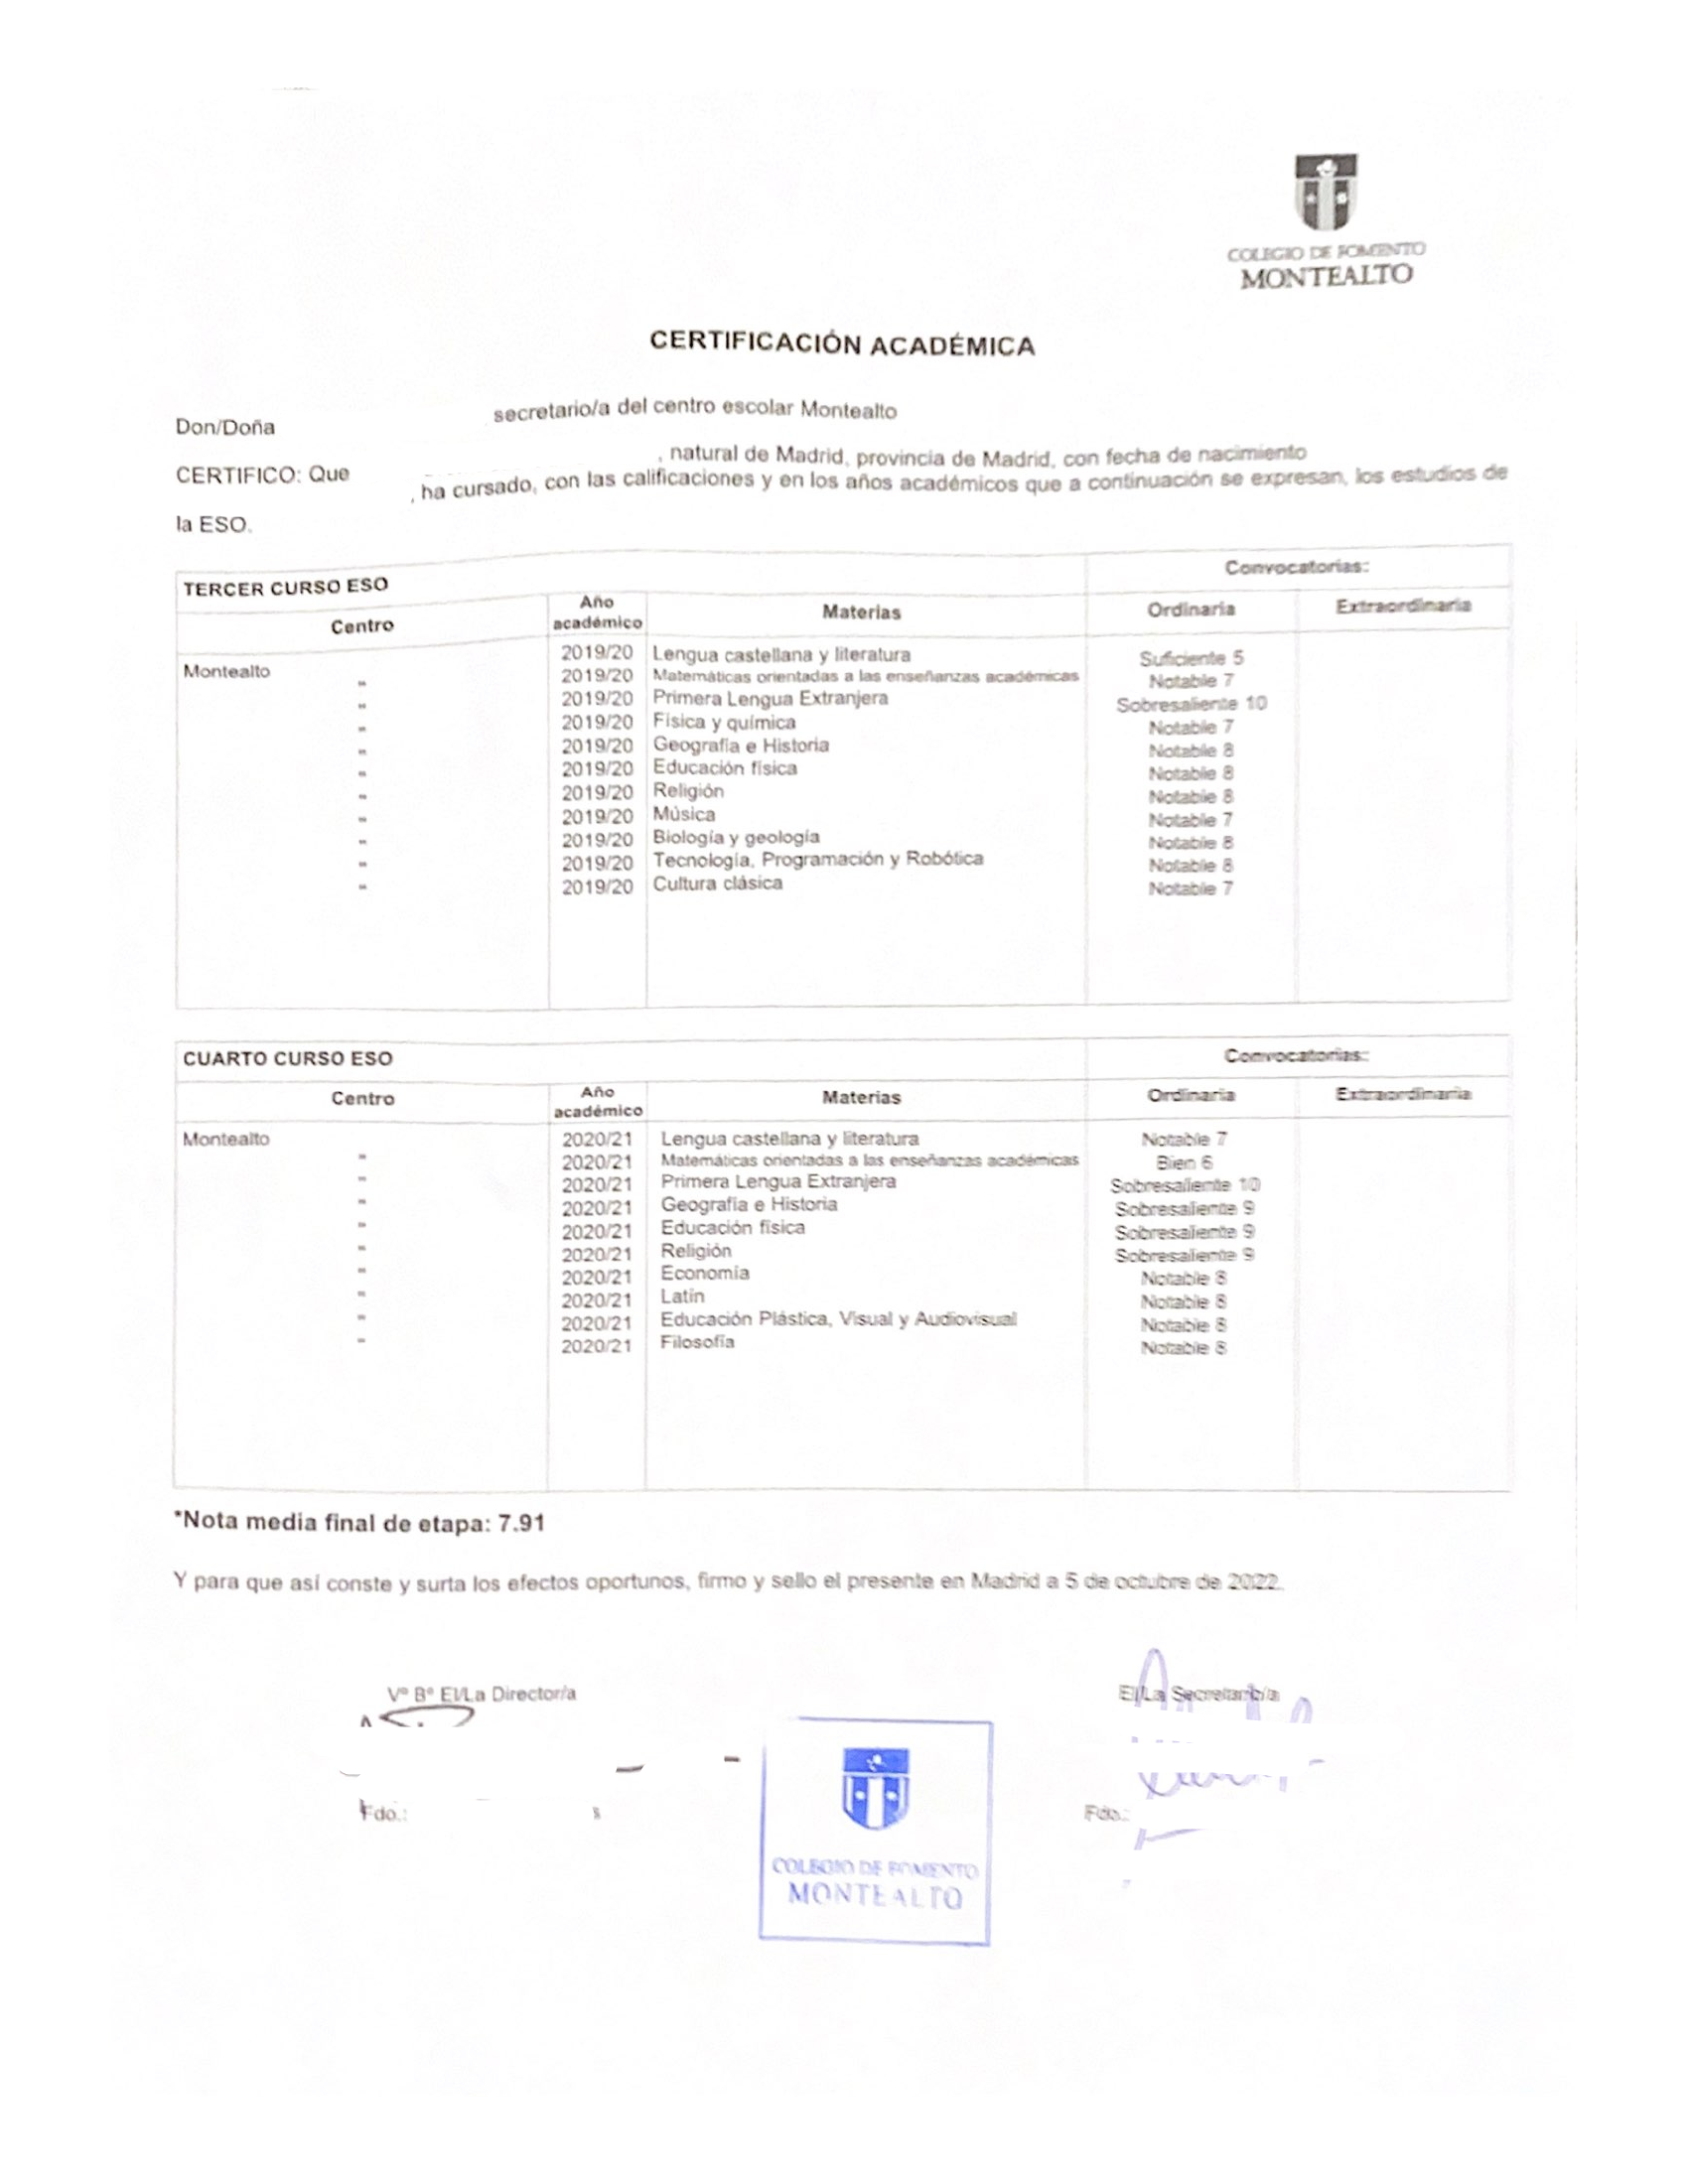 COLEGIO DE FOMENTO
MONTEALTO
CERTIFICACIÓN ACADÉMICA
Don/Doña secretario/a del centro escolar Montealto
CERTIFICO: Que , natural de Madrid, provincia de Madrid, con fecha de nacimiento
, ha cursado, con las calificaciones y en los años académicos que a continuación se expresan, los estudios de
la ESO.
TERCER CURSO ESO Convocatorias:
Centro Año académico Materias Ordinaria Extraordinaria
Montealto 2019/20 Lengua castellana y literatura Suficiente 5
" 2019/20 Matemáticas orientadas a las enseñanzas académicas Notable 7
" 2019/20 Primera Lengua Extranjera Sobresaliente 10
" 2019/20 Física y química Notable 7
" 2019/20 Geografía e Historia Notable 8
" 2019/20 Educación física Notable 8
" 2019/20 Religión Notable 8
" 2019/20 Música Notable 7
" 2019/20 Biología y geología Notable 8
" 2019/20 Tecnología, Programación y Robótica Notable 8
" 2019/20 Cultura clásica Notable 7
CUARTO CURSO ESO Convocatorias:
Centro Año académico Materias Ordinaria Extraordinaria
Montealto 2020/21 Lengua castellana y literatura Notable 7
" 2020/21 Matemáticas orientadas a las enseñanzas académicas Bien 6
" 2020/21 Primera Lengua Extranjera Sobresaliente 10
" 2020/21 Geografía e Historia Sobresaliente 9
" 2020/21 Educación física Sobresaliente 9
" 2020/21 Religión Sobresaliente 9
" 2020/21 Economía Notable 8
" 2020/21 Latín Notable 8
" 2020/21 Educación Plástica, Visual y Audiovisual Notable 8
" 2020/21 Filosofía Notable 8
*Nota media final de etapa: 7.91
Y para que así conste y surta los efectos oportunos, firmo y sello el presente en Madrid a 5 de octubre de 2022.
Vº Bº El/La Director/a El/La Secretario/a
Fdo.: Fdo.:
COLEGIO DE FOMENTO
MONTEALTO